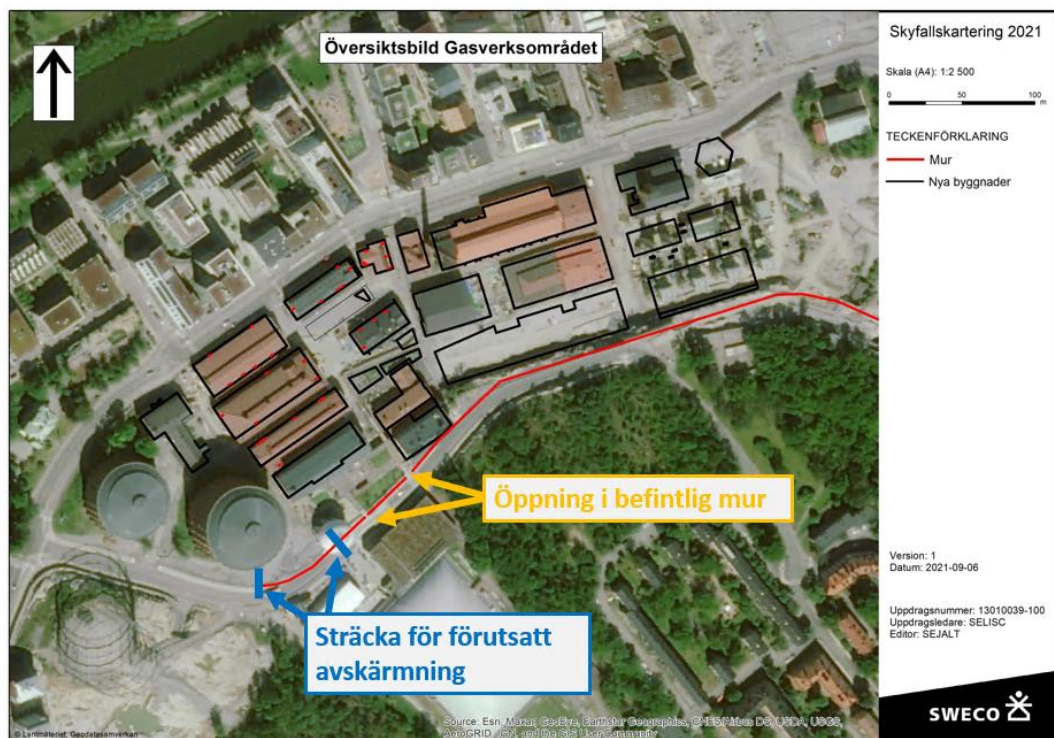 Översiktsbild Gasverksområdet
Skyfallskartering 2021
Skala (A4): 1:2 500
0 50 100
m
TECKENFÖRKLARING
Mur
Nya byggnader
Öppning i befintlig mur
Sträcka för förutsatt
avskärmning
Version: 1
Datum: 2021-09-06
Uppdragsnummer: 13010039-100
Uppdragsledare: SELISC
Editor: SEJALT
SWECO
Source: Esri, Maxar, GeoEye, Earthstar Geographics, CNES/Airbus DS, USDA, USGS,
AeroGRID, IGN, and the GIS User Community
© Lantmäteriet, Geodatasamverkan